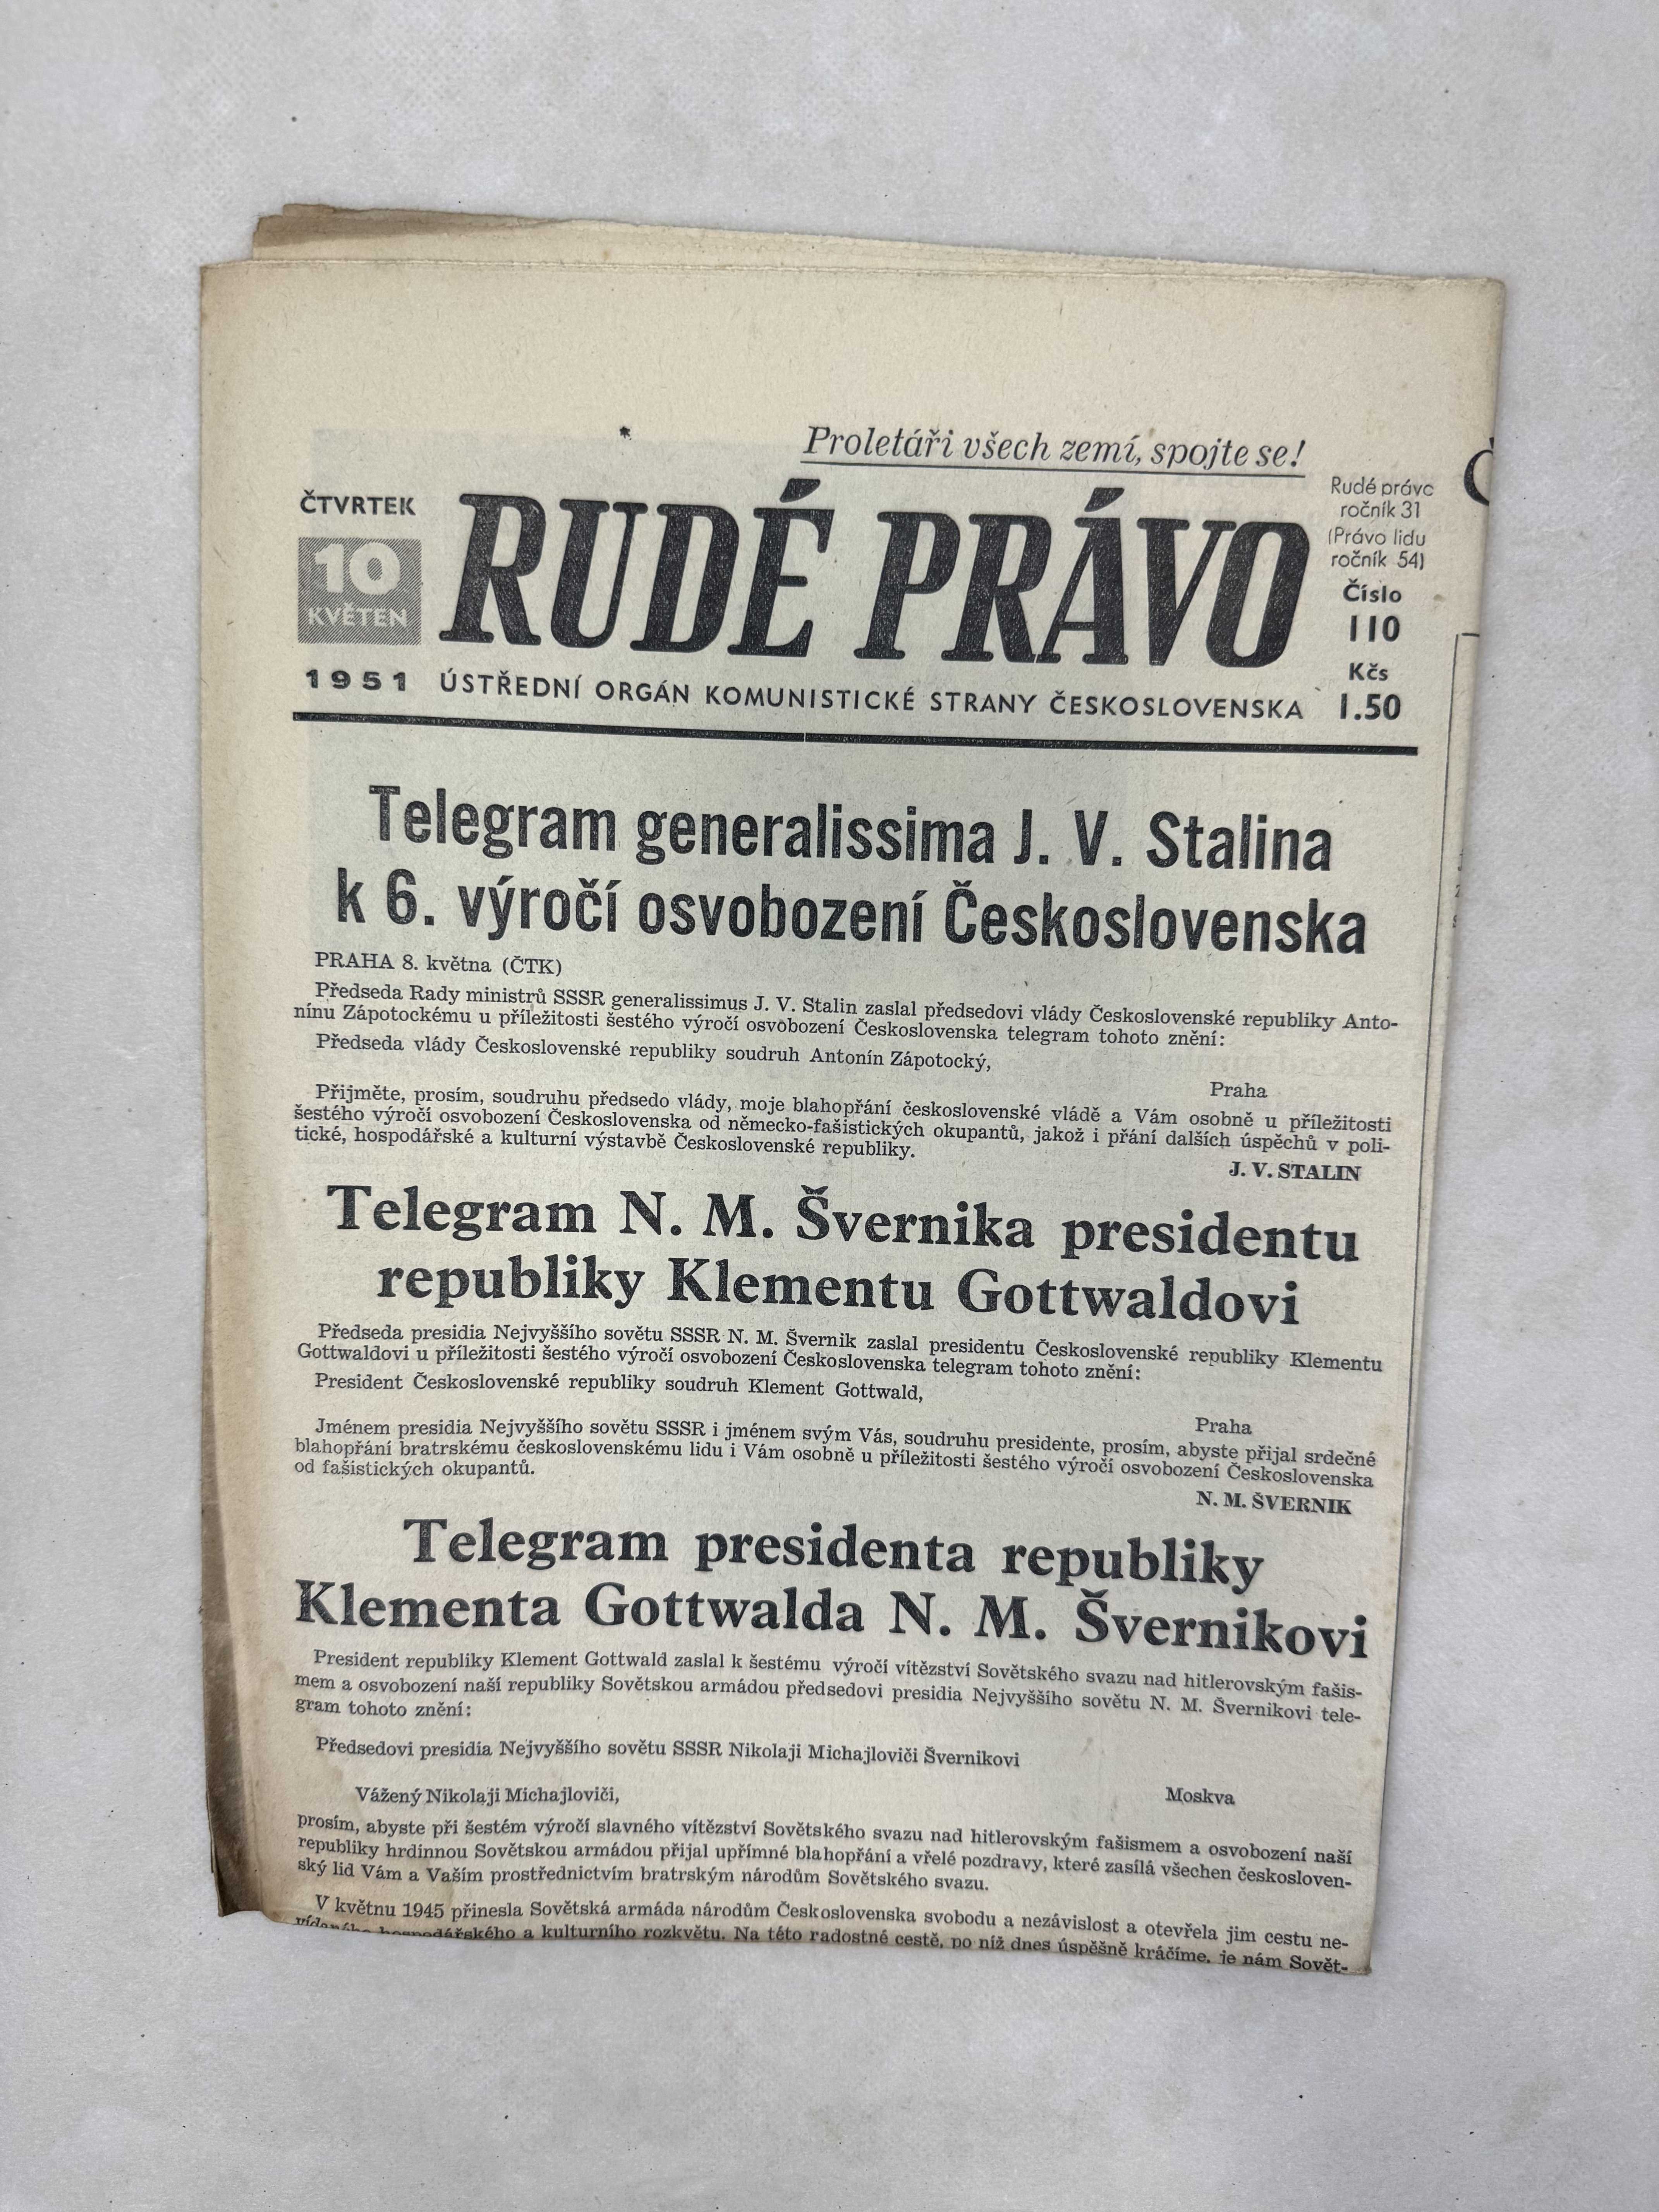 Proletáři všech zemí, spojte se!
ČTVRTEK
10
KVĚTEN
1951
RUDÉ PRÁVO
ÚSTŘEDNÍ ORGÁN KOMUNISTICKÉ STRANY ČESKOSLOVENSKA
Rudé právo
ročník 31
(Právo lidu
ročník 54)
Číslo
110
Kčs
1.50
Telegram generalissima J. V. Stalina
k 6. výročí osvobození Československa
PRAHA 8. května (ČTK)
Předseda Rady ministrů SSSR generalissimus J. V. Stalin zaslal předsedovi vlády Československé republiky Anto-
nínu Zápotockému u příležitosti šestého výročí osvobození Československa telegram tohoto znění:
Předseda vlády Československé republiky soudruh Antonín Zápotocký,
Praha
Přijměte, prosím, soudruhu předsedo vlády, moje blahopřání československé vládě a Vám osobně u příležitosti
šestého výročí osvobození Československa od německo-fašistických okupantů, jakož i přání dalších úspěchů v poli-
tické, hospodářské a kulturní výstavbě Československé republiky.
J. V. STALIN
Telegram N. M. Švernika presidentu
republiky Klementu Gottwaldovi
Předseda presidia Nejvyššího sovětu SSSR N. M. Švernik zaslal presidentu Československé republiky Klementu
Gottwaldovi u příležitosti šestého výročí osvobození Československa telegram tohoto znění:
President Československé republiky soudruh Klement Gottwald,
Praha
Jménem presidia Nejvyššího sovětu SSSR i jménem svým Vás, soudruhu presidente, prosím, abyste přijal srdečné
blahopřání bratrskému československému lidu i Vám osobně u příležitosti šestého výročí osvobození Československa
od fašistických okupantů.
N. M. ŠVERNIK
Telegram presidenta republiky
Klementa Gottwalda N. M. Švernikovi
President republiky Klement Gottwald zaslal k šestému výročí vítězství Sovětského svazu nad hitlerovským fašis-
mem a osvobození naší republiky Sovětskou armádou předsedovi presidia Nejvyššího sovětu N. M. Švernikovi tele-
gram tohoto znění:
Předsedovi presidia Nejvyššího sovětu SSSR Nikolaji Michajloviči Švernikovi
Moskva
Vážený Nikolaji Michajloviči,
prosím, abyste při šestém výročí slavného vítězství Sovětského svazu nad hitlerovským fašismem a osvobození naší
republiky hrdinnou Sovětskou armádou přijal upřímné blahopřání a vřelé pozdravy, které zasílá všechen českosloven-
ský lid Vám a Vaším prostřednictvím bratrským národům Sovětského svazu.
V květnu 1945 přinesla Sovětská armáda národům Československa svobodu a nezávislost a otevřela jim cestu ne-
vídaného hospodářského a kulturního rozkvětu. Na této radostné cestě, po níž dnes úspěšně kráčíme, je nám Sovět-